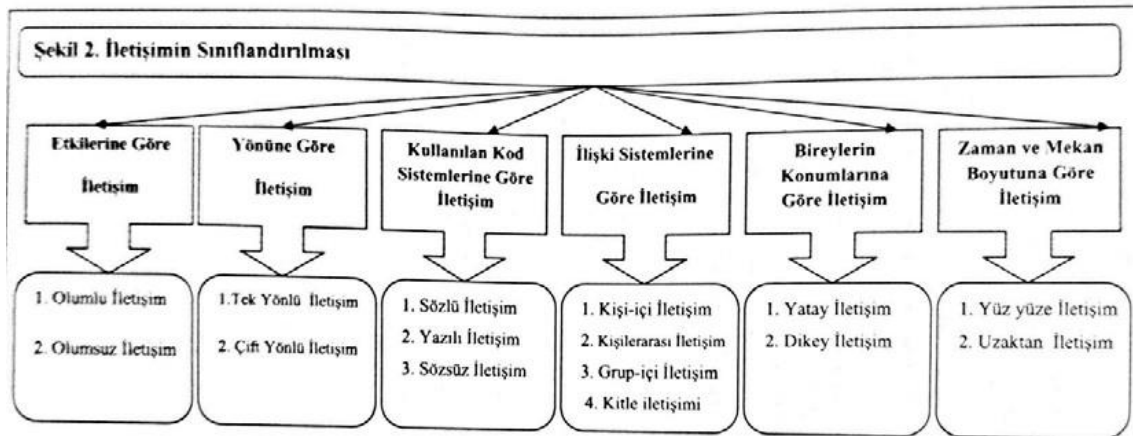 Şekil 2. İletişimin Sınıflandırılması
Etkilerine Göre
İletişim
Yönüne Göre
İletişim
Kullanılan Kod
Sistemlerine Göre
İletişim
İlişki Sistemlerine
Göre İletişim
Bireylerin
Konumlarına
Göre İletişim
Zaman ve Mekan
Boyutuna Göre
İletişim
1. Olumlu İletişim
2. Olumsuz İletişim
1.Tek Yönlü İletişim
2. Çift Yönlü İletişim
1. Sözlü İletişim
2. Yazılı İletişim
3. Sözsüz İletişim
1. Kişi-içi İletişim
2. Kişilerarası İletişim
3. Grup-içi İletişim
4. Kitle iletişimi
1. Yatay İletişim
2. Dikey İletişim
1. Yüz yüze İletişim
2. Uzaktan İletişim